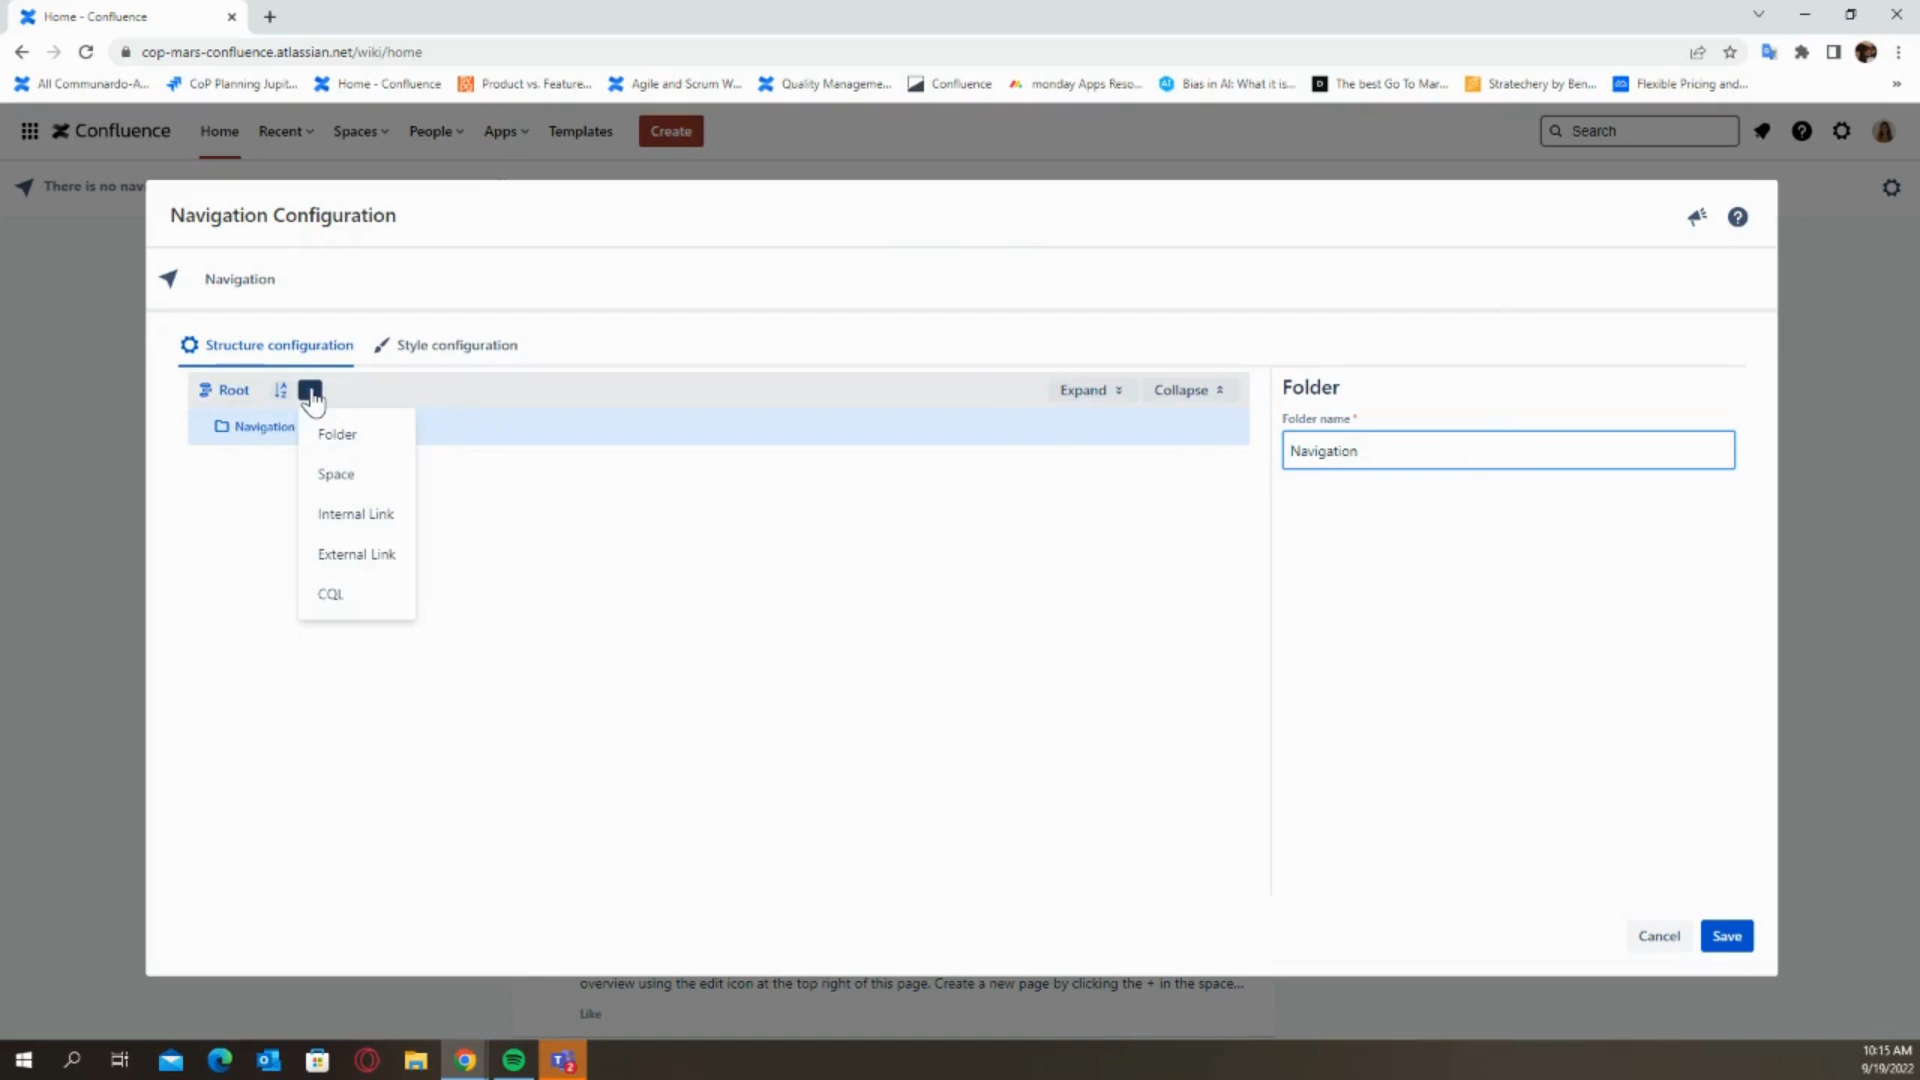 Home - Confluence
cop-mars-confluence.atlassian.net/wiki/home
All Communardo-A... CoP Planning Jupit... Home - Confluence Product vs. Feature... Agile and Scrum W... Quality Manageme... Confluence monday Apps Reso... Bias in AI: What it is... The best Go To Mar... Stratechery by Ben... Flexible Pricing and... »
Confluence Home Recent Spaces People Apps Templates Create Search
There is no navi
Navigation Configuration
Navigation
Structure configuration Style configuration
Root Expand Collapse
Navigation
Folder
Space
Internal Link
External Link
CQL
Folder
Folder name *
Navigation
Cancel Save
overview using the edit icon at the top right of this page. Create a new page by clicking the + in the space...
Like
10:15 AM
9/19/2022